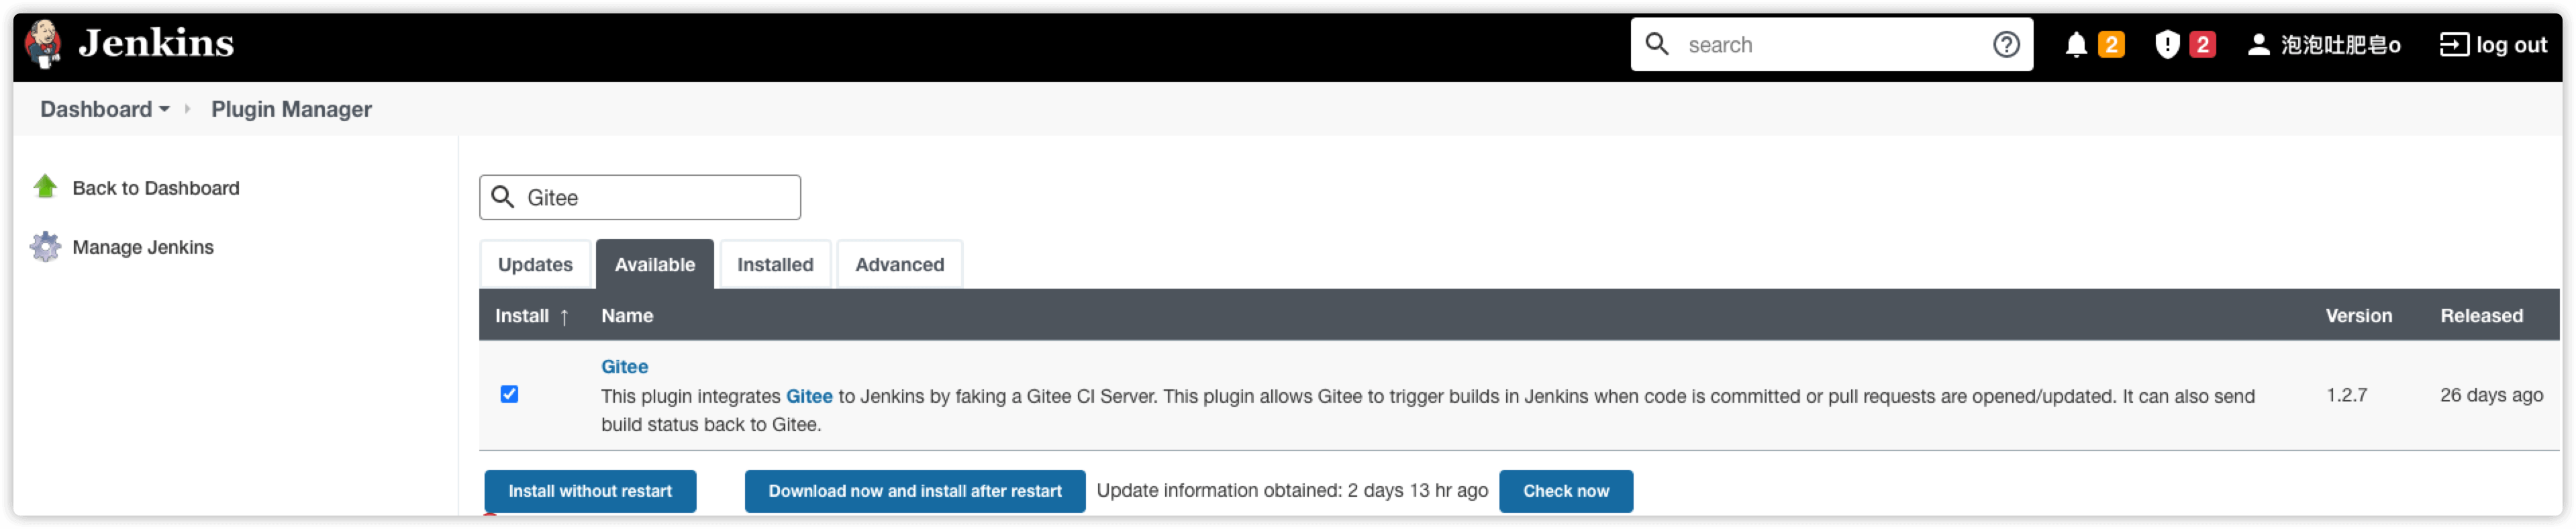 Jenkins
search
2
2
泡泡吐肥皂o
log out
Dashboard
Plugin Manager
Back to Dashboard
Manage Jenkins
Gitee
Updates
Available
Installed
Advanced
Install ↑
Name
Version
Released
Gitee
This plugin integrates Gitee to Jenkins by faking a Gitee CI Server. This plugin allows Gitee to trigger builds in Jenkins when code is committed or pull requests are opened/updated. It can also send
build status back to Gitee.
1.2.7
26 days ago
Install without restart
Download now and install after restart
Update information obtained: 2 days 13 hr ago
Check now